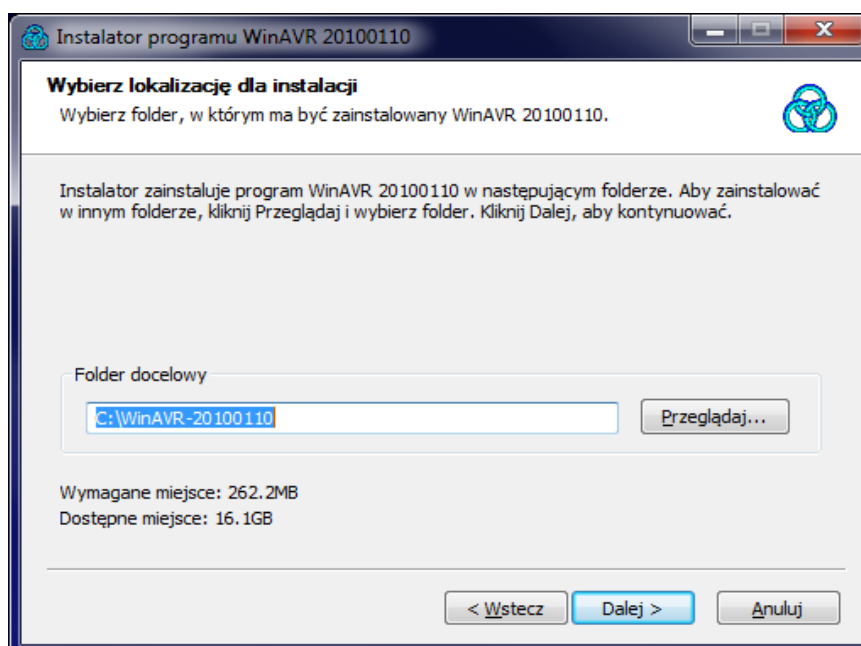 Instalator programu WinAVR 20100110
Wybierz lokalizację dla instalacji
Wybierz folder, w którym ma być zainstalowany WinAVR 20100110.
Instalator zainstaluje program WinAVR 20100110 w następującym folderze. Aby zainstalować
w innym folderze, kliknij Przeglądaj i wybierz folder. Kliknij Dalej, aby kontynuować.
Folder docelowy
C:\WinAVR-20100110
Przeglądaj...
Wymagane miejsce: 262.2MB
Dostępne miejsce: 16.1GB
< Wstecz
Dalej >
Anuluj